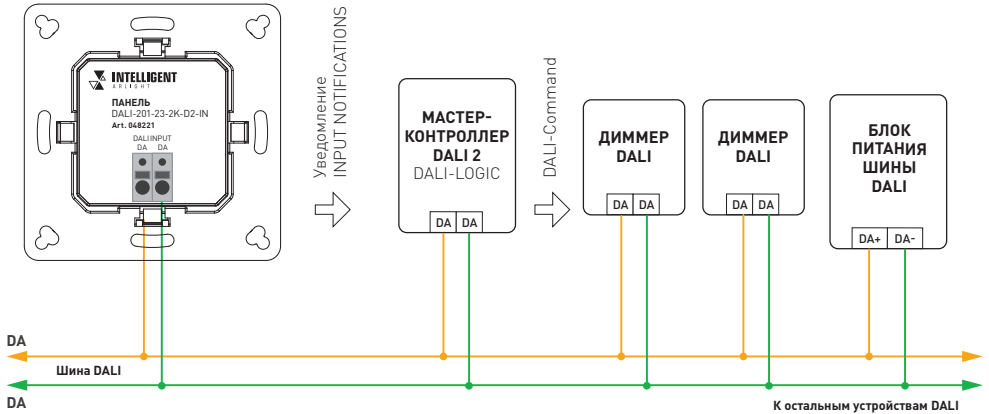 INTELLIGENT
ARLIGHT
ПАНЕЛЬ
DALI-201-23-2K-D2-IN
Art. 048221
DALI INPUT
DA DA
Уведомление
INPUT NOTIFICATIONS
МАСТЕР-
КОНТРОЛЛЕР
DALI 2
DALI-LOGIC
DA DA
DALI-Command
ДИММЕР
DALI
DA DA
ДИММЕР
DALI
DA DA
БЛОК
ПИТАНИЯ
ШИНЫ
DALI
DA+ DA-
DA
Шина DALI
DA
К остальным устройствам DALI